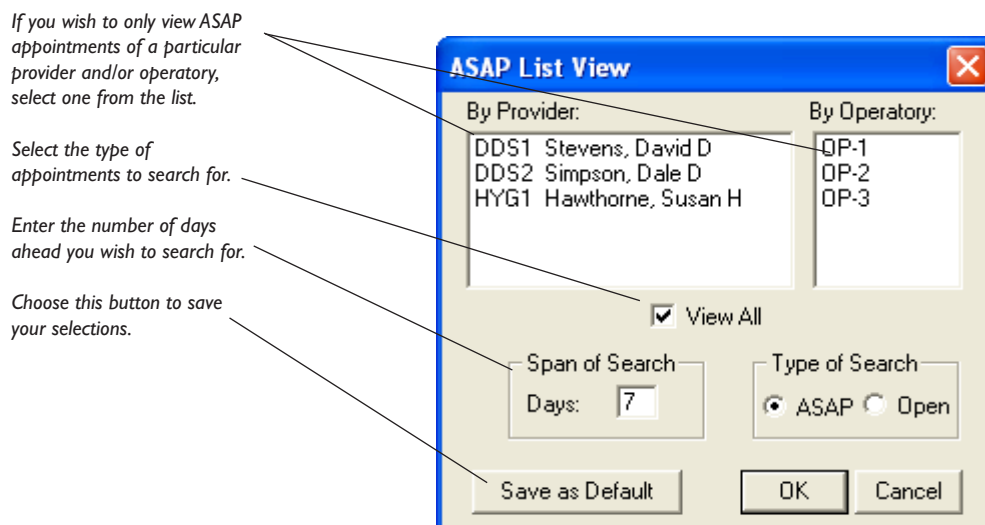 If you wish to only view ASAP
appointments of a particular
provider and/or operatory,
select one from the list.
Select the type of
appointments to search for.
Enter the number of days
ahead you wish to search for.
Choose this button to save
your selections.
ASAP List View
By Provider:
DDS1 Stevens, David D
DDS2 Simpson, Dale D
HYG1 Hawthorne, Susan H
By Operatory:
OP-1
OP-2
OP-3
View All
Span of Search
Days: 7
Type of Search
ASAP Open
Save as Default
OK
Cancel